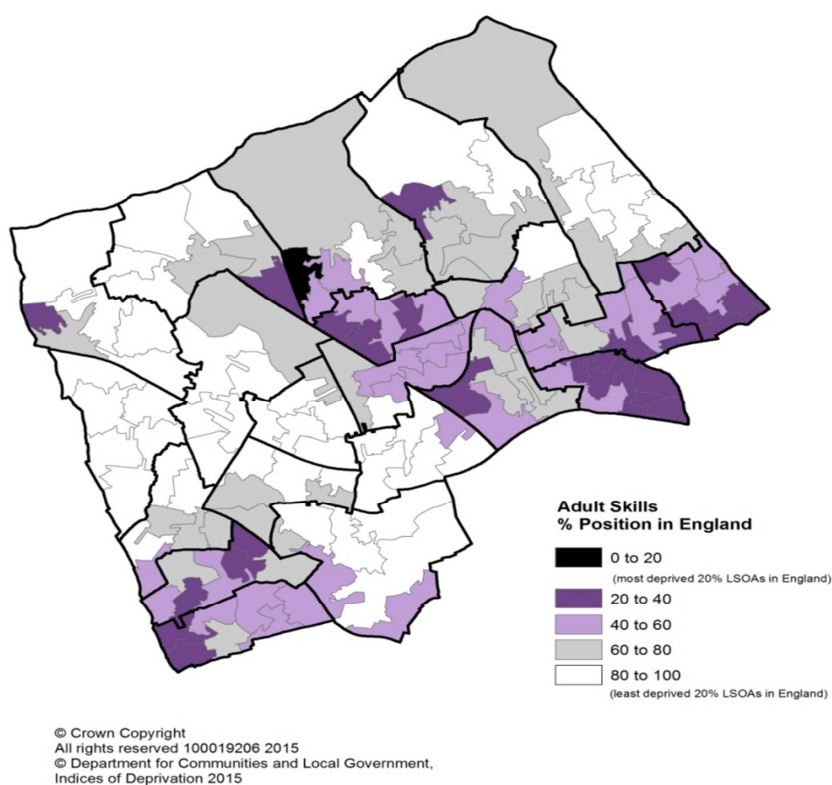 Adult Skills
% Position in England
0 to 20
(most deprived 20% LSOAs in England)
20 to 40
40 to 60
60 to 80
80 to 100
(least deprived 20% LSOAs in England)
© Crown Copyright
All rights reserved 100019206 2015
© Department for Communities and Local Government,
Indices of Deprivation 2015